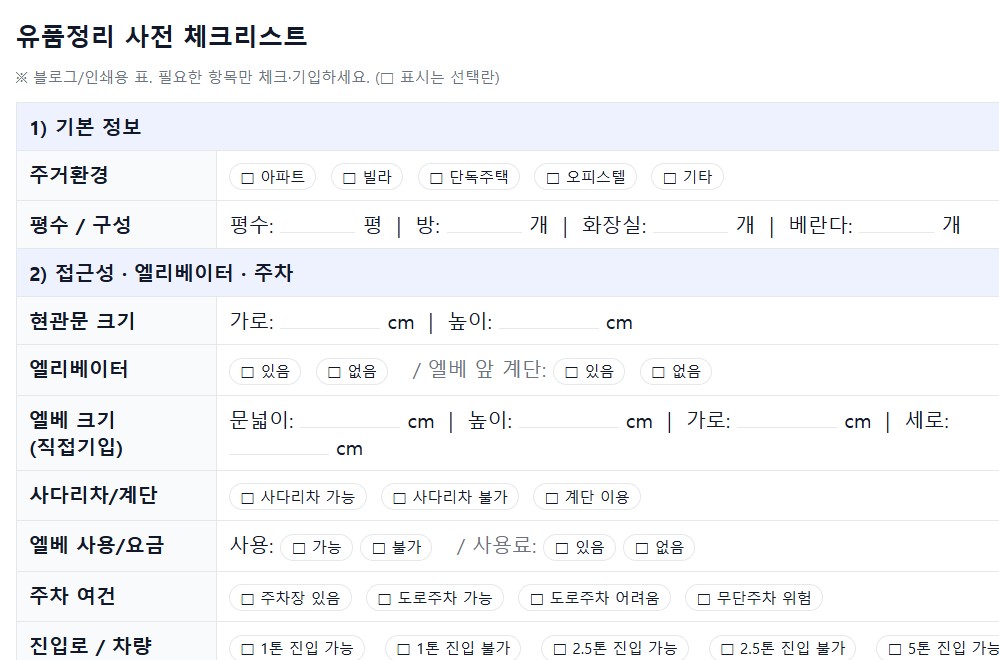 유품정리 사전 체크리스트
※ 블로그/인쇄용 표. 필요한 항목만 체크·기입하세요. (□ 표시는 선택란)
1) 기본 정보
주거환경 □ 아파트 □ 빌라 □ 단독주택 □ 오피스텔 □ 기타
평수 / 구성 평수: ________ 평 | 방: ________ 개 | 화장실: ________ 개 | 베란다: ________ 개
2) 접근성 · 엘리베이터 · 주차
현관문 크기 가로: ________ cm | 높이: ________ cm
엘리베이터 □ 있음 □ 없음 / 엘베 앞 계단: □ 있음 □ 없음
엘베 크기 (직접기입) 문넓이: ________ cm | 높이: ________ cm | 가로: ________ cm | 세로:
________ cm
사다리차/계단 □ 사다리차 가능 □ 사다리차 불가 □ 계단 이용
엘베 사용/요금 사용: □ 가능 □ 불가 / 사용료: □ 있음 □ 없음
주차 여건 □ 주차장 있음 □ 도로주차 가능 □ 도로주차 어려움 □ 무단주차 위험
진입로 / 차량 □ 1톤 진입 가능 □ 1톤 진입 불가 □ 2.5톤 진입 가능 □ 2.5톤 진입 불가 □ 5톤 진입 가능